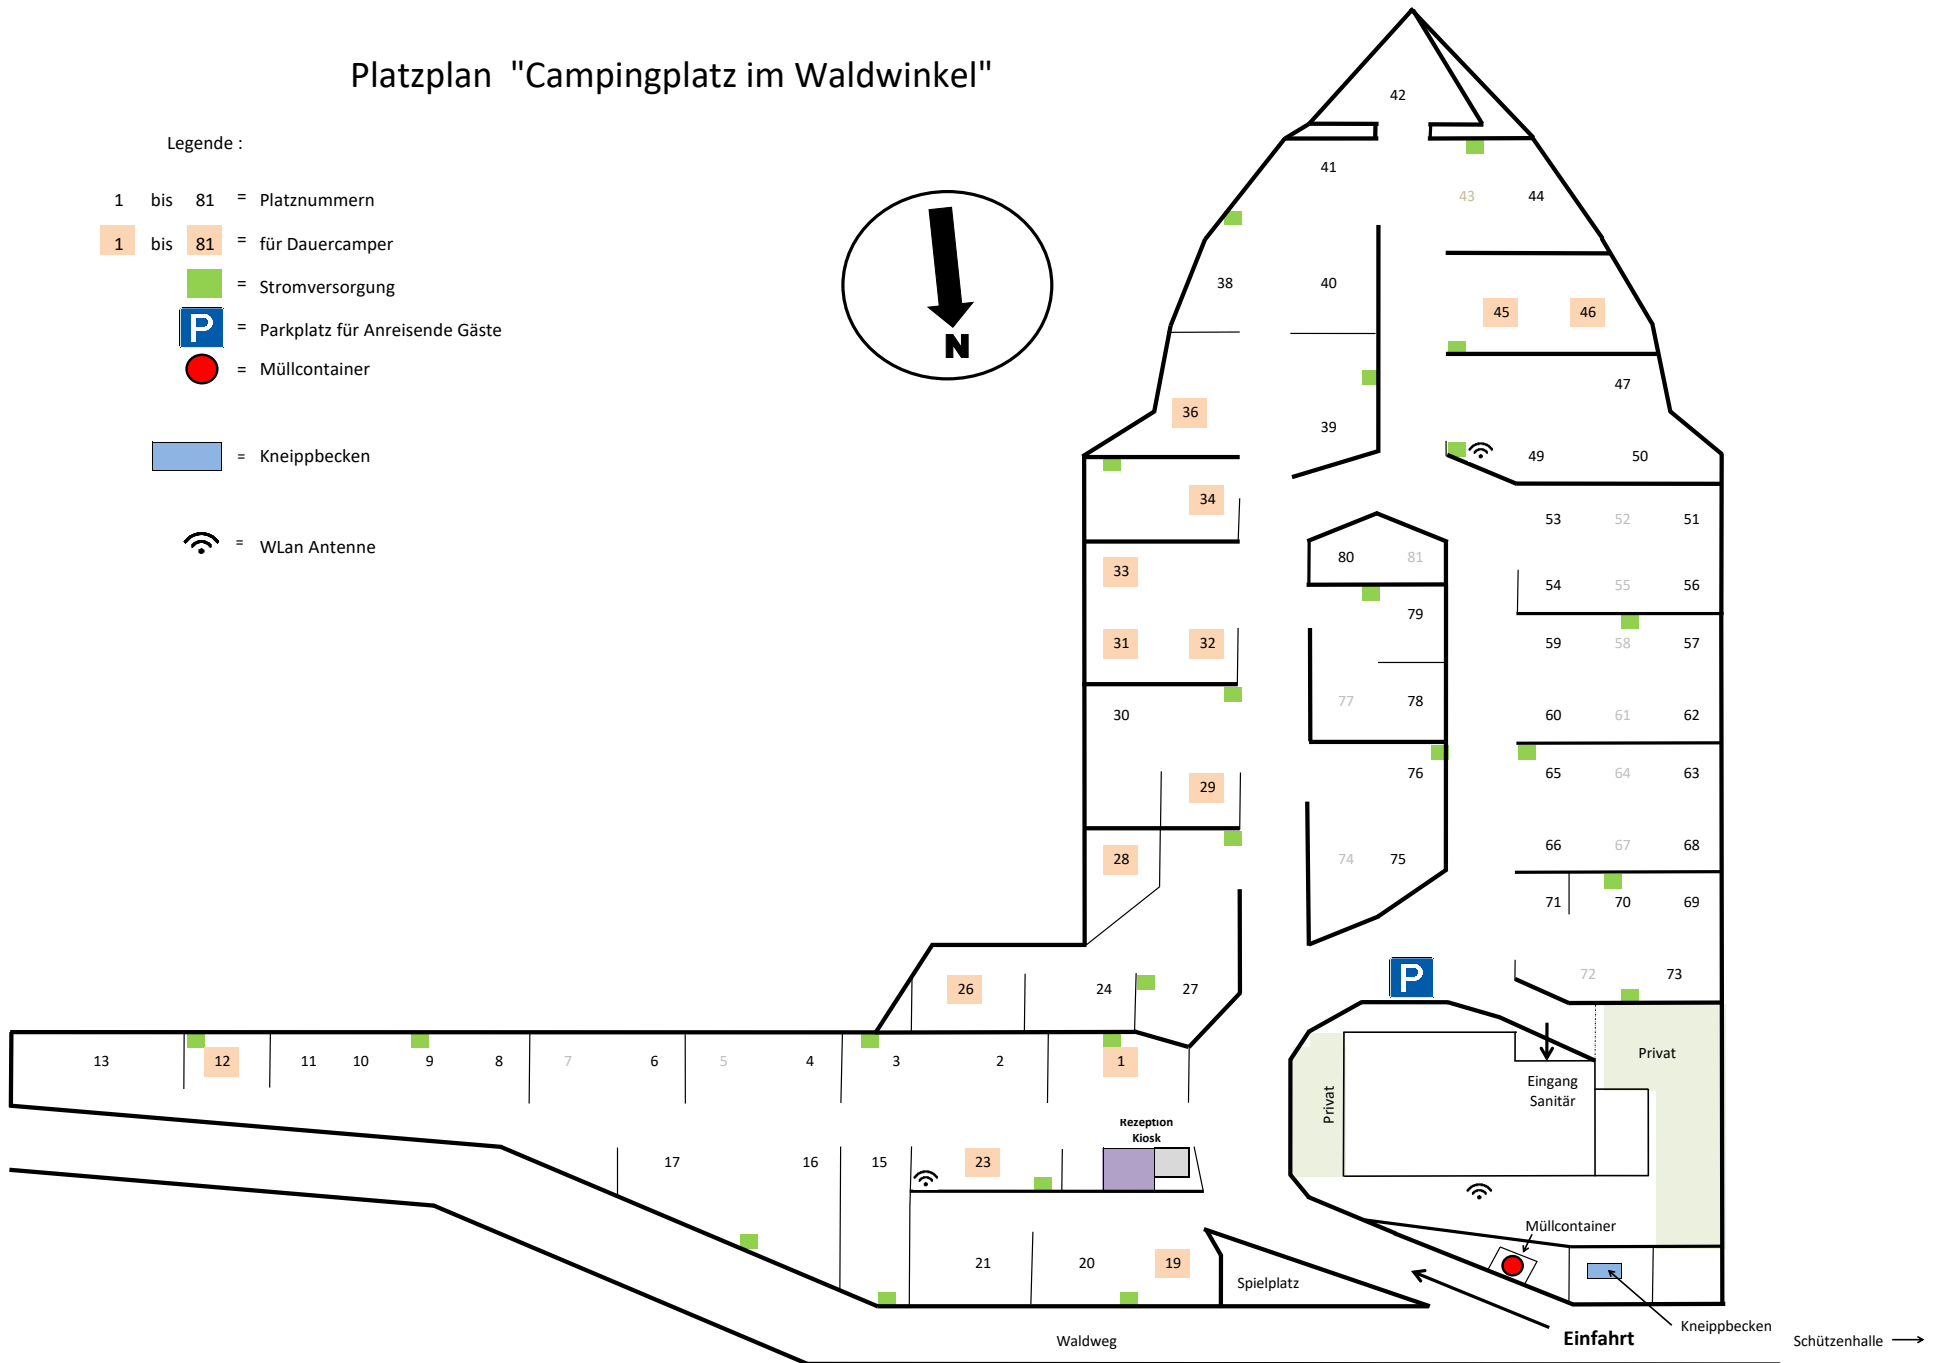 Platzplan "Campingplatz im Waldwinkel"
Legende :
1 bis 81 = Platznummern
1 bis 81 = für Dauercamper
= Stromversorgung
P = Parkplatz für Anreisende Gäste
= Müllcontainer
= Kneippbecken
= WLan Antenne
N
42
41
43 44
38 40
45 46
47
36
39
49 50
34
53 52 51
80 81
33
54 55 56
79
31 32
59 58 57
77 78
30
60 61 62
76
29
65 64 63
28
74 75
66 67 68
71 70 69
P
72 73
26 24 27
13 12 11 10 9 8 7 6 5 4 3 2 1
Privat
Privat
Eingang
Sanitär
Rezeption
Kiosk
17 16 15 23
Müllcontainer
21 20 19
Spielplatz
Kneippbecken
Einfahrt
Waldweg
Schützenhalle